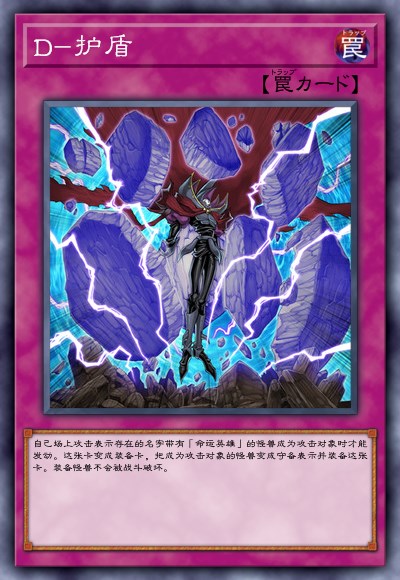 D-护盾
トラップ
罠
トラップ
【罠カード】
自己场上攻击表示存在的名字带有「命运英雄」的怪兽成为攻击对象时才能
发动。这张卡变成装备卡，把成为攻击对象的怪兽变成守备表示并装备这张
卡。装备怪兽不会被战斗破坏。